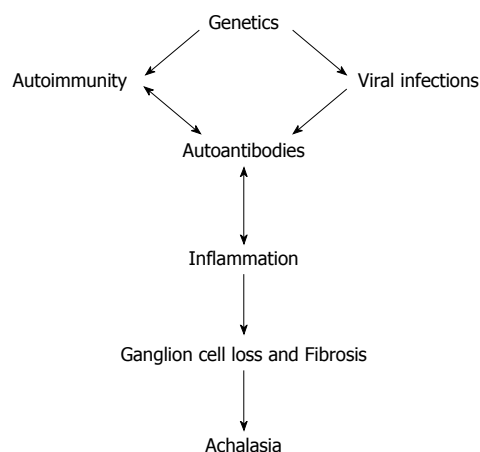 Genetics
Autoimmunity
Viral infections
Autoantibodies
Inflammation
Ganglion cell loss and Fibrosis
Achalasia